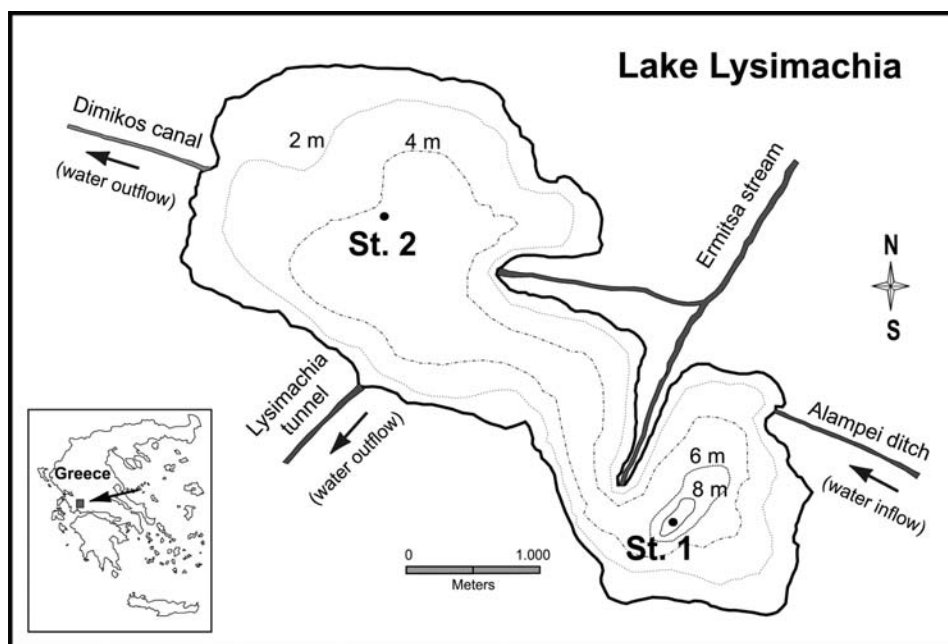 Lake Lysimachia
Dimikos canal
(water outflow)
2 m
4 m
St. 2
Ermitsa stream
N
S
Lysimachia
tunnel
(water outflow)
Alampei ditch
(water inflow)
6 m
8 m
St. 1
Greece
0
1.000
Meters